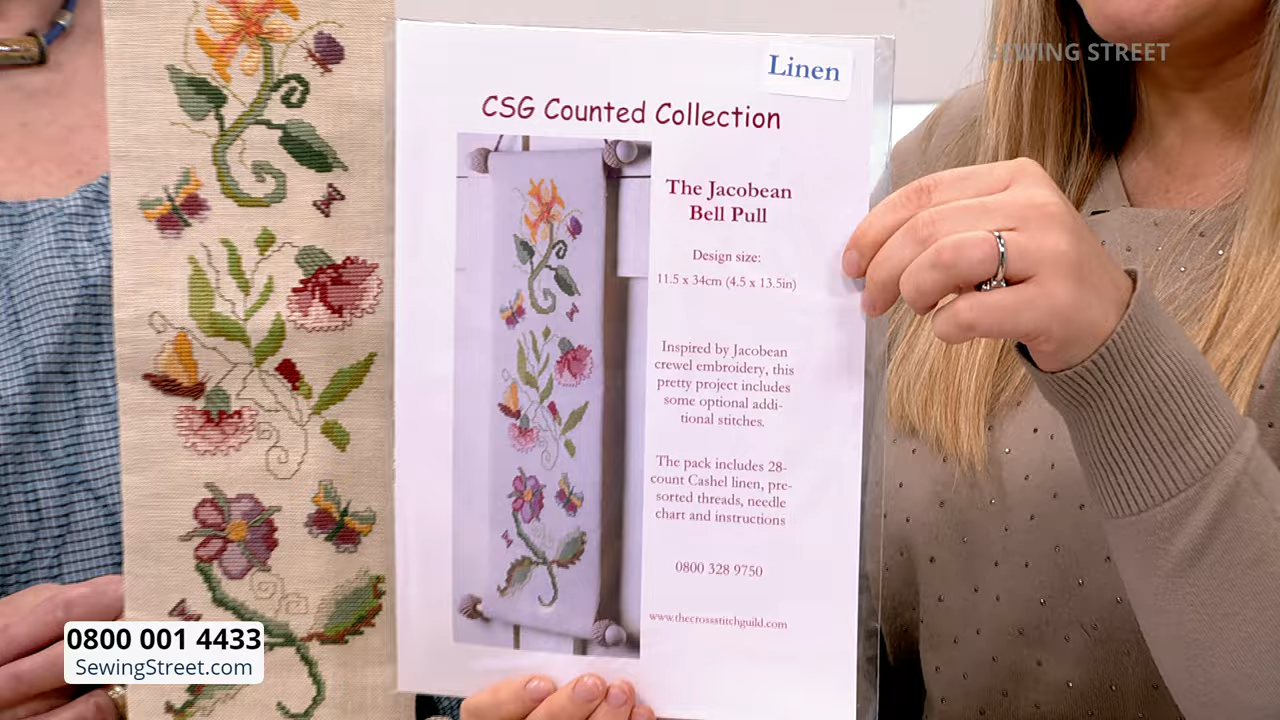 SEWING STREET
Linen
CSG Counted Collection
The Jacobean
Bell Pull
Design size:
11.5 x 34cm (4.5 x 13.5in)
Inspired by Jacobean
crewel embroidery, this
pretty project includes
some optional addi-
tional stitches.
The pack includes 28-
count Cashel linen, pre-
sorted threads, needle
chart and instructions
0800 328 9750
www.thecrossstitchguild.com
0800 001 4433
SewingStreet.com